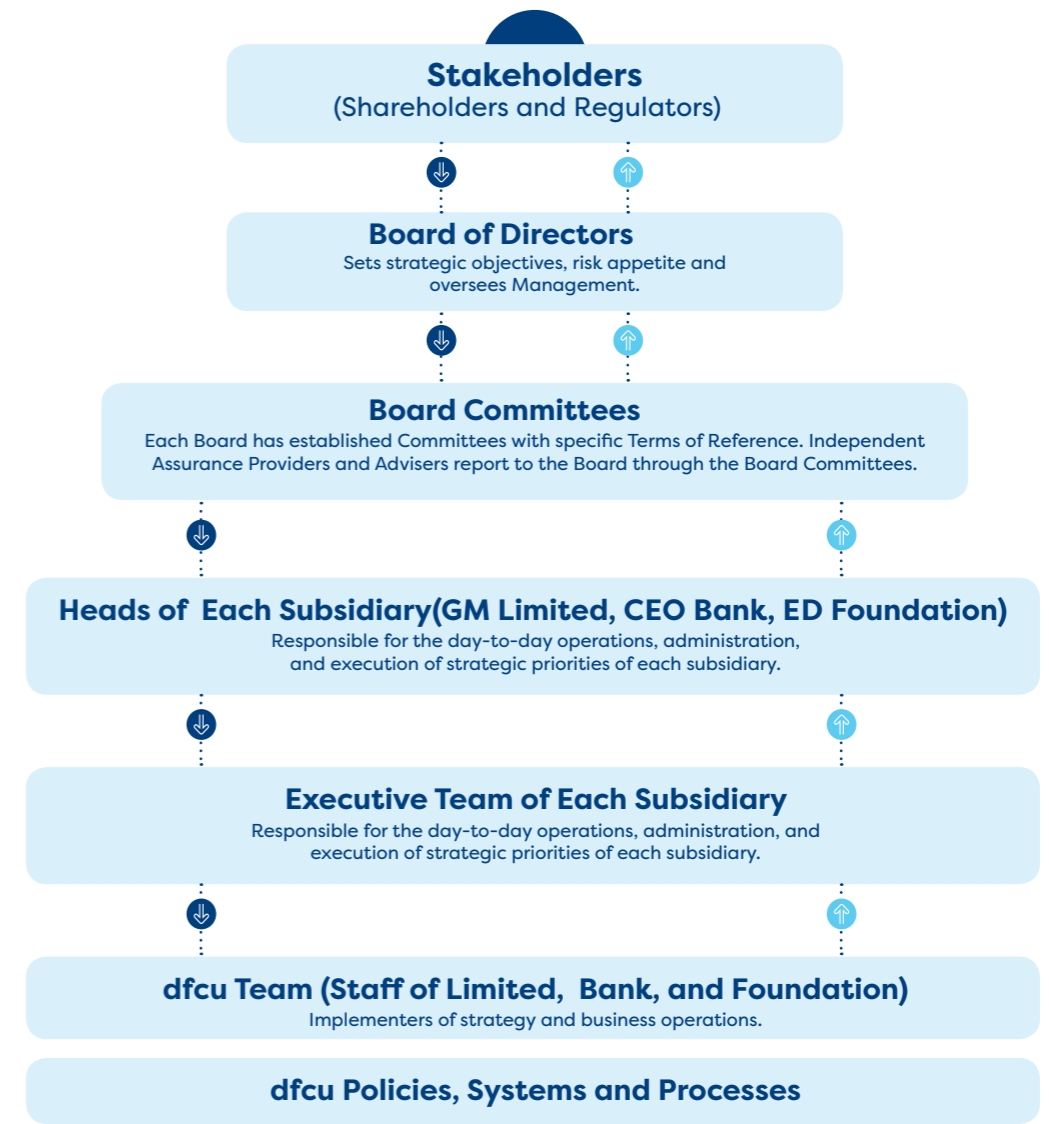 Stakeholders
(Shareholders and Regulators)
Board of Directors
Sets strategic objectives, risk appetite and
oversees Management.
Board Committees
Each Board has established Committees with specific Terms of Reference. Independent
Assurance Providers and Advisers report to the Board through the Board Committees.
Heads of  Each Subsidiary(GM Limited, CEO Bank, ED Foundation)
Responsible for the day-to-day operations, administration,
and execution of strategic priorities of each subsidiary.
Executive Team of Each Subsidiary
Responsible for the day-to-day operations, administration, and
execution of strategic priorities of each subsidiary.
dfcu Team (Staff of Limited,  Bank, and Foundation)
Implementers of strategy and business operations.
dfcu Policies, Systems and Processes